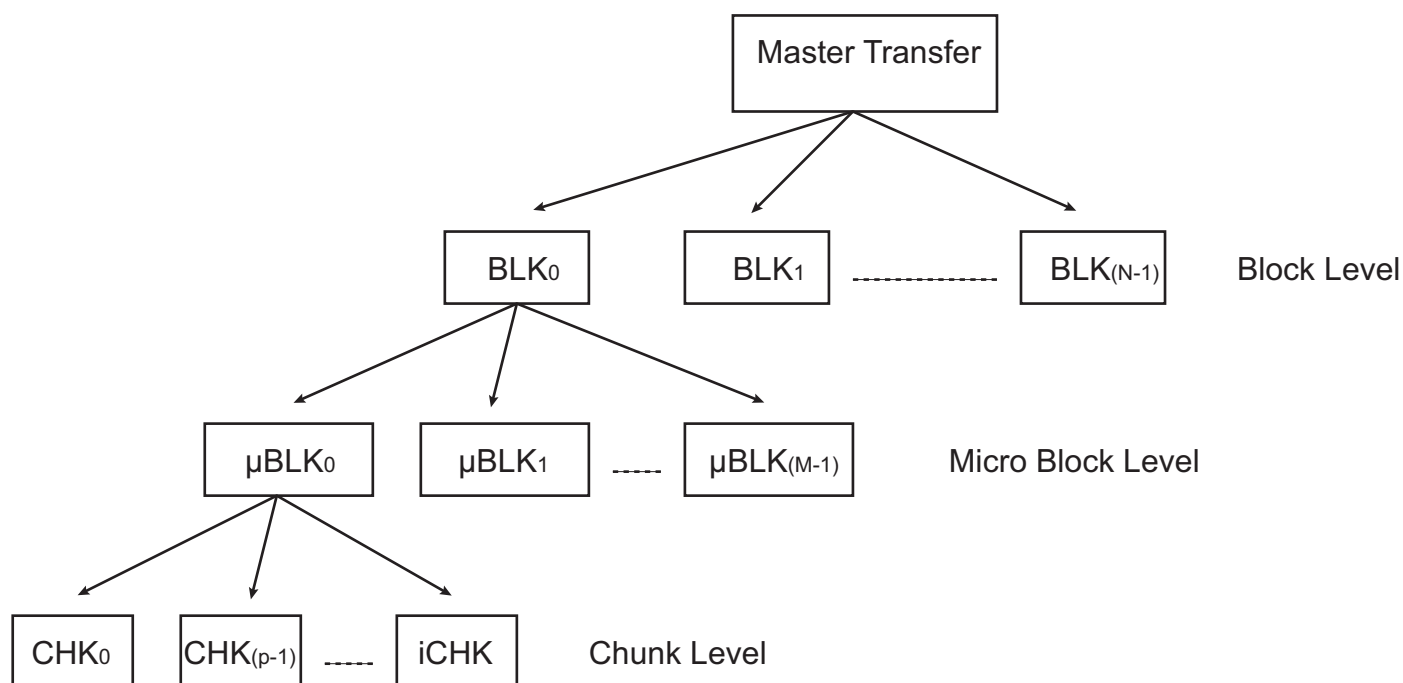 Master Transfer
BLK0 BLK1 BLK(N-1) Block Level
µBLK0 µBLK1 µBLK(M-1) Micro Block Level
CHK0 CHK(p-1) iCHK Chunk Level